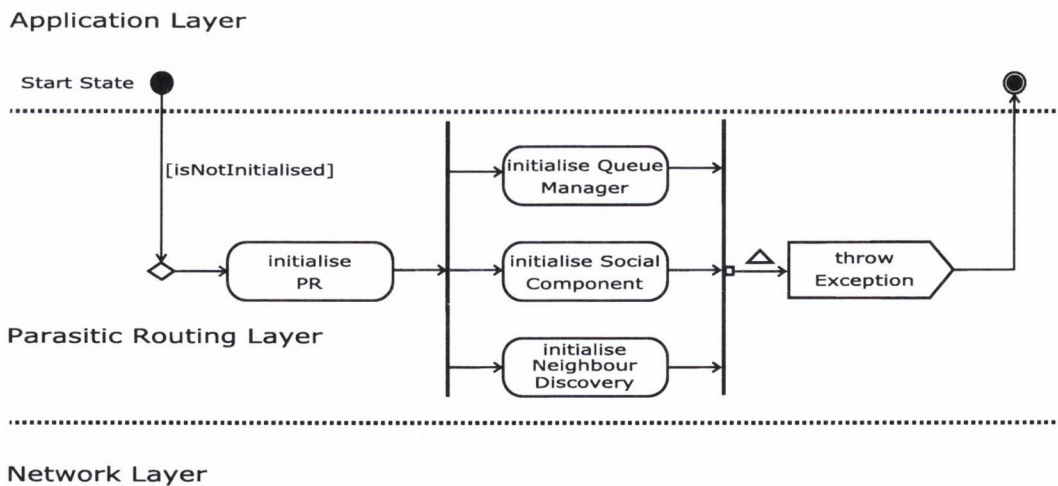 Application Layer
Start State
[isNotInitialised]
initialise Queue
Manager
initialise
PR
initialise Social
Component
throw
Exception
Parasitic Routing Layer
initialise
Neighbour
Discovery
Network Layer